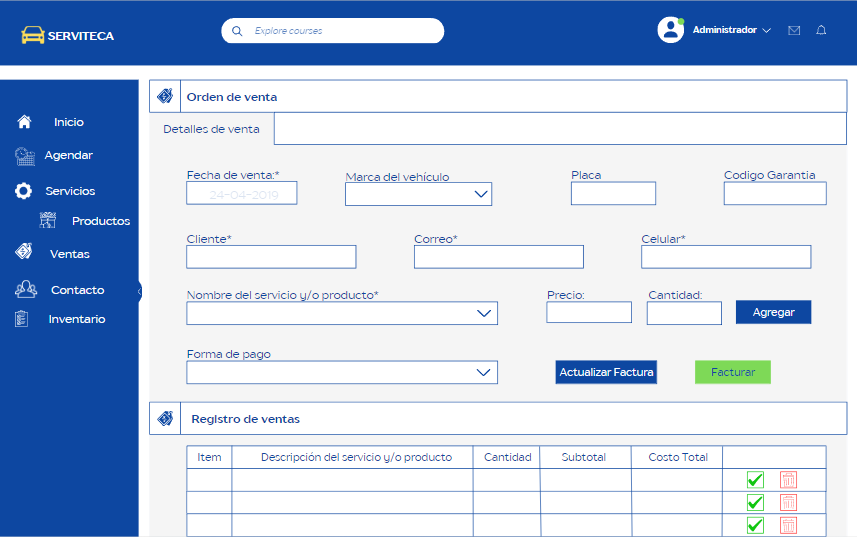 SERVITECA
Explore courses
Administrador
Inicio
Agendar
Servicios
Productos
Ventas
Contacto
Inventario
Orden de venta
Detalles de venta
Fecha de venta:*
Marca del vehículo
Placa
Codigo Garantia
24-04-2019
Cliente*
Correo*
Celular*
Nombre del servicio y/o producto*
Precio:
Cantidad:
Agregar
Forma de pago
Actualizar Factura
Facturar
Registro de ventas
Item Descripción del servicio y/o producto Cantidad Subtotal Costo Total